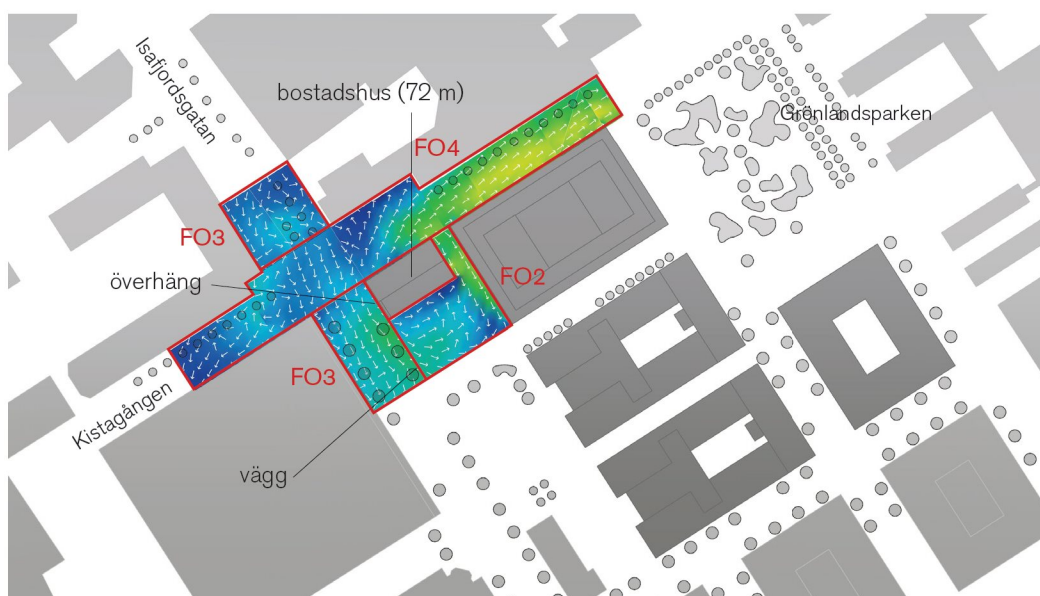 Isafjordsgatan
bostadshus (72 m)
Grönlandsparken
FO4
FO3
överhäng
FO2
FO3
Kistagången
vägg